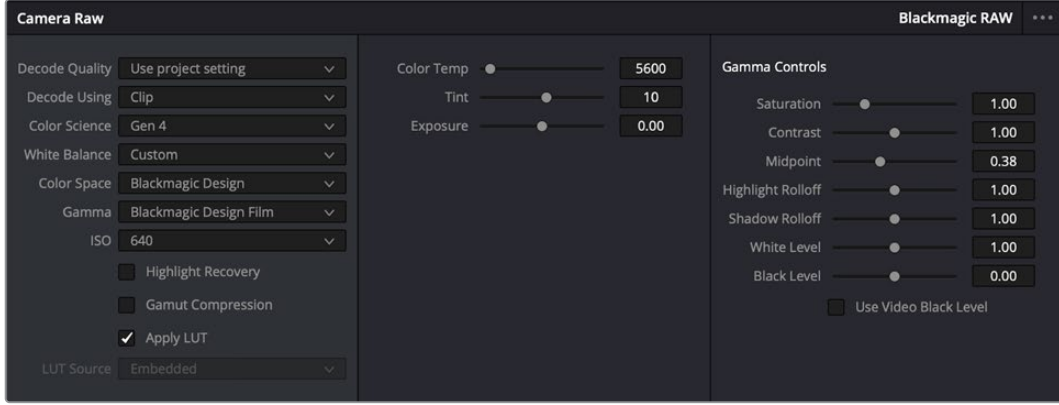 Camera Raw
Blackmagic RAW
Decode Quality Use project setting
Decode Using Clip
Color Science Gen 4
White Balance Custom
Color Space Blackmagic Design
Gamma Blackmagic Design Film
ISO 640
Highlight Recovery
Gamut Compression
Apply LUT
LUT Source Embedded
Color Temp 5600
Tint 10
Exposure 0.00
Gamma Controls
Saturation 1.00
Contrast 1.00
Midpoint 0.38
Highlight Rolloff 1.00
Shadow Rolloff 1.00
White Level 1.00
Black Level 0.00
Use Video Black Level